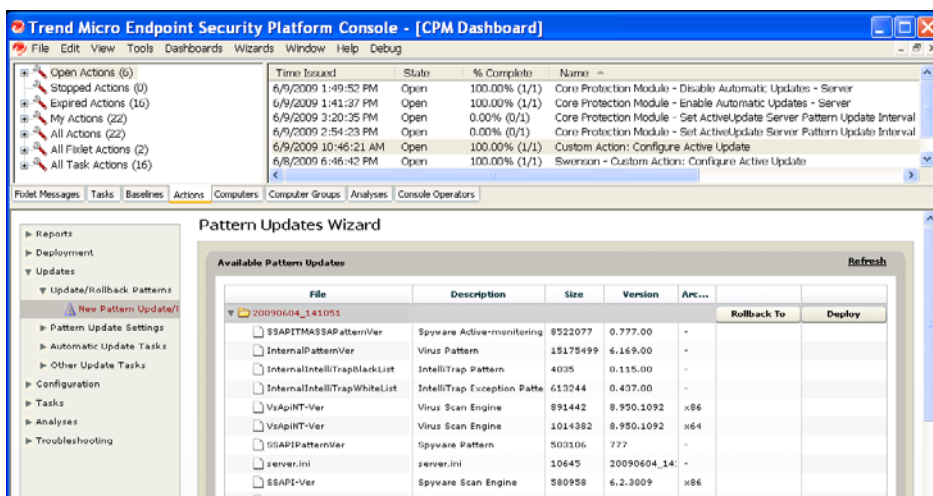 Trend Micro Endpoint Security Platform Console - [CPM Dashboard]
File Edit View Tools Dashboards Wizards Window Help Debug
Open Actions (6)
Stopped Actions (0)
Expired Actions (16)
My Actions (22)
All Actions (22)
All Fixlet Actions (2)
All Task Actions (16)
Time Issued State % Complete Name
6/9/2009 1:49:52 PM Open 100.00% (1/1) Core Protection Module - Disable Automatic Updates - Server
6/9/2009 1:41:37 PM Open 100.00% (1/1) Core Protection Module - Enable Automatic Updates - Server
6/9/2009 3:20:35 PM Open 0.00% (0/1) Core Protection Module - Set ActiveUpdate Server Pattern Update Interval
6/9/2009 2:54:23 PM Open 0.00% (0/1) Core Protection Module - Set ActiveUpdate Server Pattern Update Interval
6/9/2009 10:46:21 AM Open 100.00% (1/1) Custom Action: Configure Active Update
6/8/2009 6:46:42 PM Open 100.00% (1/1) Swenson - Custom Action: Configure Active Update
Fixlet Messages Tasks Baselines Actions Computers Computer Groups Analyses Console Operators
Reports
Deployment
Updates
Update/Rollback Patterns
New Pattern Update/
Pattern Update Settings
Automatic Update Tasks
Other Update Tasks
Configuration
Tasks
Analyses
Troubleshooting
Pattern Updates Wizard
Available Pattern Updates Refresh
File Description Size Version Arc...
20090604_141051 Rollback To Deploy
SSAPITMASSAPatternVer Spyware Active-monitoring 8522077 0.777.00 -
InternalPatternVer Virus Pattern 15175499 6.169.00 -
InternalIntelliTrapBlackList IntelliTrap Pattern 4035 0.115.00 -
InternalIntelliTrapWhiteList IntelliTrap Exception Patte 613244 0.437.00 -
VsApiNT-Ver Virus Scan Engine 891442 8.950.1092 x86
VsApiNT-Ver Virus Scan Engine 1014382 8.950.1092 x64
SSAPIPatternVer Spyware Pattern 503106 777 -
server.ini server.ini 10645 20090604_14: -
SSAPI-Ver Spyware Scan Engine 580958 6.2.3009 x86